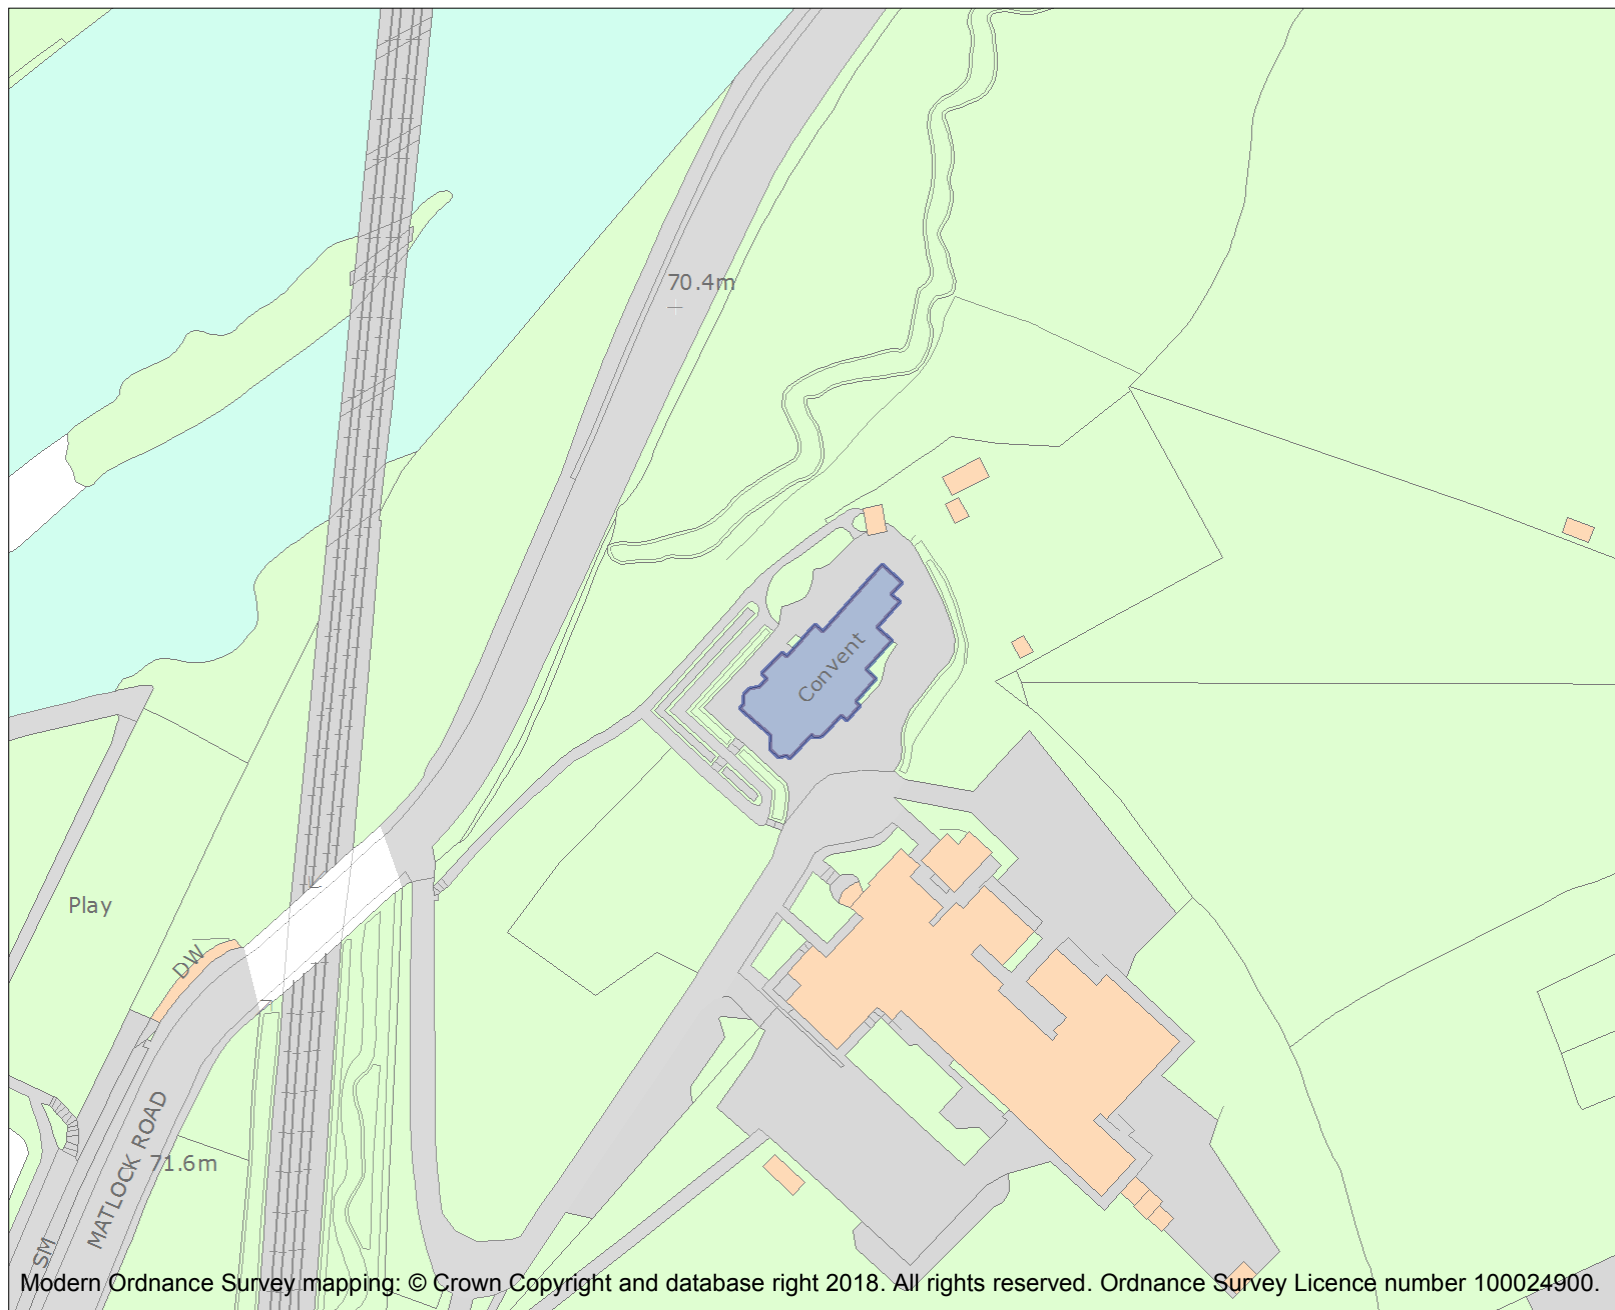 70.4m
Convent
Play
DW
MATLOCK ROAD
71.6m
SM
Modern Ordnance Survey mapping: © Crown Copyright and database right 2018. All rights reserved. Ordnance Survey Licence number 100024900.